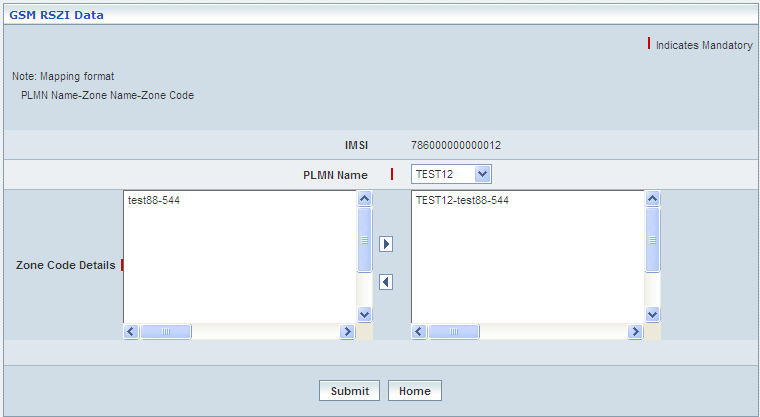 GSM RSZI Data
Indicates Mandatory
Note: Mapping format
PLMN Name-Zone Name-Zone Code
IMSI 786000000000012
PLMN Name TEST12
test88-544 TEST12-test88-544
Zone Code Details
Submit Home